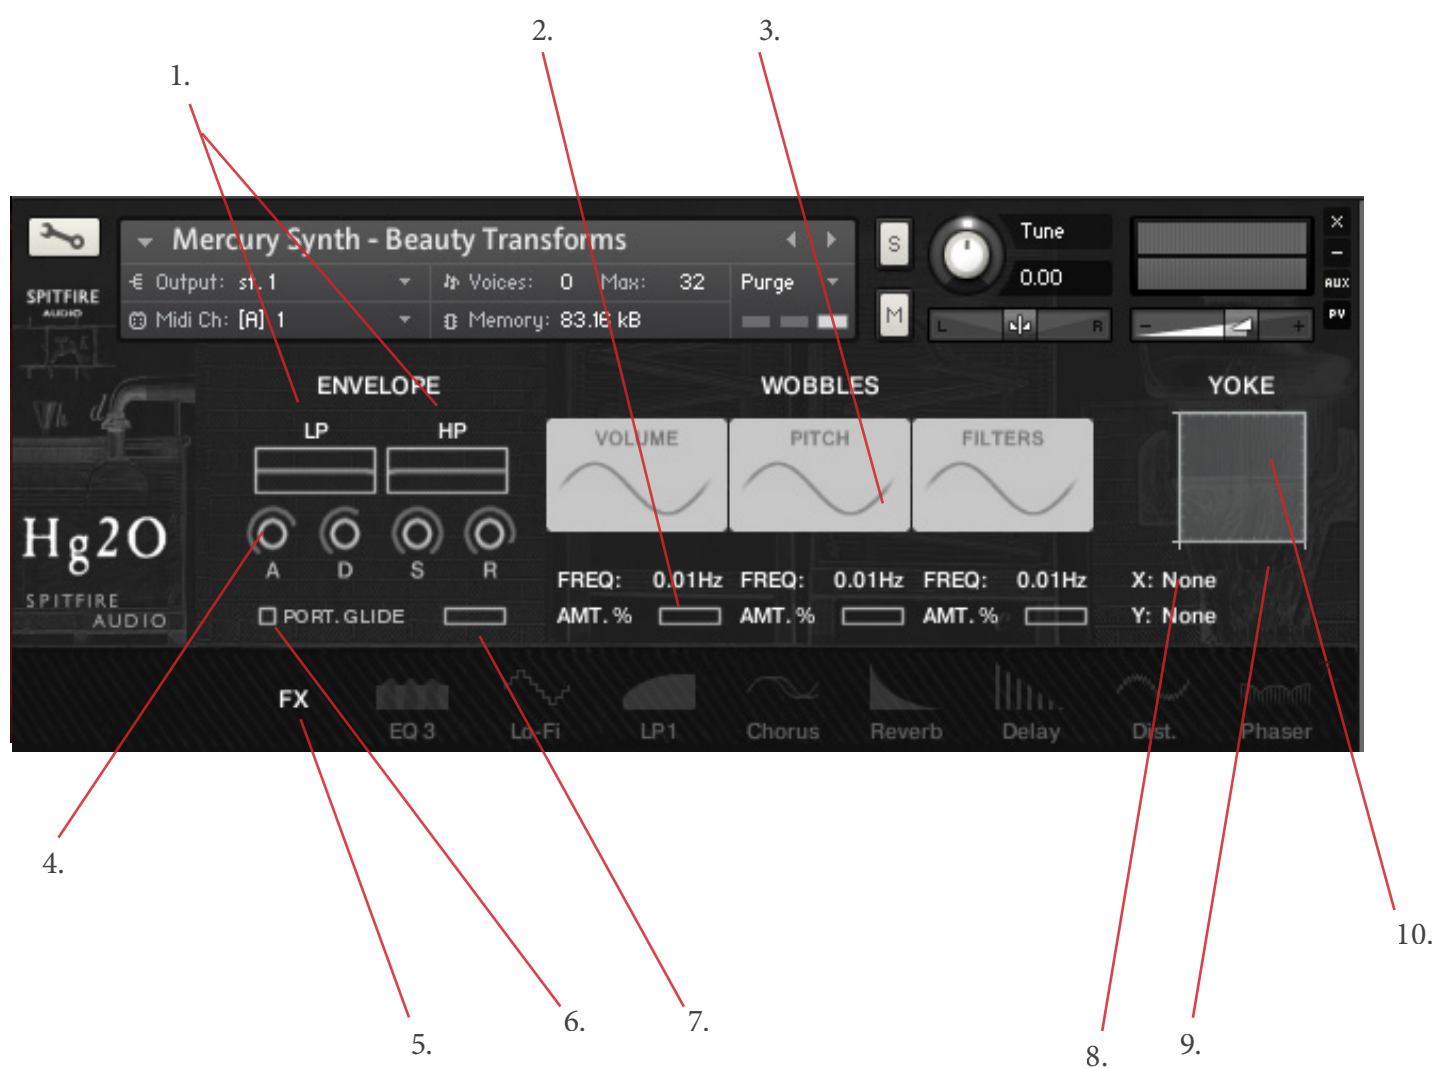 2.
3.
1.
Mercury Synth - Beauty Transforms
Output: st. 1
Voices: 0 Max: 32
Purge
Midi Ch: [A] 1
Memory: 83.16 kB
S
M
Tune
0.00
L
R
-
+
X
-
AUX
PV
SPITFIRE
AUDIO
ENVELOPE
WOBBLES
YOKE
LP
HP
VOLUME
PITCH
FILTERS
Hg2O
A
D
S
R
SPITFIRE
AUDIO
FREQ: 0.01Hz FREQ: 0.01Hz FREQ: 0.01Hz
X: None
PORT. GLIDE
AMT. % AMT. % AMT. %
Y: None
FX
EQ 3
Lo-Fi
LP1
Chorus
Reverb
Delay
Dist.
Phaser
4.
10.
5.
6.
7.
8.
9.